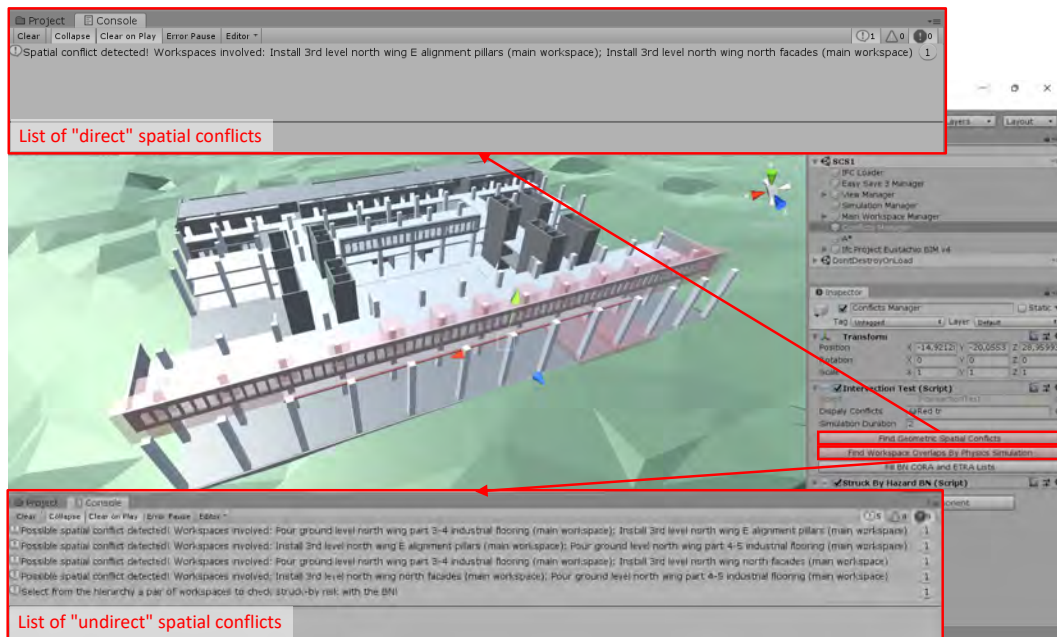 Project Console
Clear Collapse Clear on Play Error Pause Editor 1 0 0
Spatial conflict detected! Workspaces involved: Install 3rd level north wing E alignment pillars (main workspace); Install 3rd level north wing north facades (main workspace) 1
List of "direct" spatial conflicts
Layers Layout
SCS1
IFC Loader
Easy Save 3 Manager
View Manager
Simulation Manager
Main Workspace Manager
Conflicts Manager
A*
Ifc Project Eustachio BIM v4
DontDestroyOnLoad
Inspector
Conflicts Manager Static
Tag Untagged Layer Default
Transform
Position X -14,9212 Y -20,0553 Z
Rotation X 0 Y 0 Z 0
Scale X 1 Y 1 Z 1
Intersection Test (Script)
Script
Dispaly Conflicts Red tr
Simulation Duration 2
Find Geometric Spatial Conflicts
Find Workspace Overlaps By Physics Simulation
Fill BN CORA and ETRA Lists
Struck By Hazard BN (Script)
Project Console
Clear Collapse Clear on Play Error Pause Editor 5 0 0
Possible spatial conflict detected! Workspaces involved: Pour ground level north wing part 3-4 industrial flooring (main workspace); Install 3rd level north wing E alignment pillars (main workspace) 1
Possible spatial conflict detected! Workspaces involved: Install 3rd level north wing E alignment pillars (main workspace); Pour ground level north wing part 4-5 industrial flooring (main workspace) 1
Possible spatial conflict detected! Workspaces involved: Pour ground level north wing part 3-4 industrial flooring (main workspace); Install 3rd level north wing north facades (main workspace) 1
Possible spatial conflict detected! Workspaces involved: Install 3rd level north wing north facades (main workspace); Pour ground level north wing part 4-5 industrial flooring (main workspace) 1
Select from the hierarchy a pair of workspaces to check struck-by risk with the BN! 1
List of "undirect" spatial conflicts